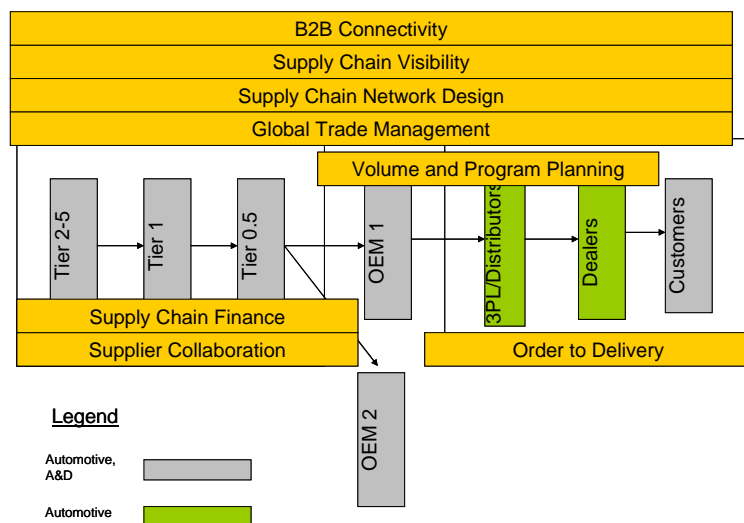 B2B Connectivity
Supply Chain Visibility
Supply Chain Network Design
Global Trade Management
Volume and Program Planning
Tier 2-5
Tier 1
Tier 0.5
OEM 1
3PL/Distributors
Dealers
Customers
Supply Chain Finance
Supplier Collaboration
Order to Delivery
OEM 2
Legend
Automotive,
A&D
Automotive